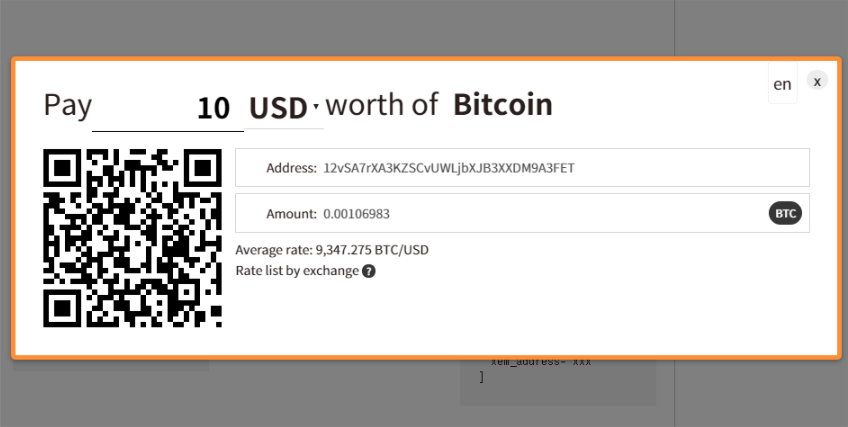 en
x
Pay 10 USD worth of Bitcoin
Address: 12vSA7rXA3KZSCvUWLjbXJB3XXDM9A3FET
Amount: 0.00106983 BTC
Average rate: 9,347.275 BTC/USD
Rate list by exchange ?
xem_address= xxx
]